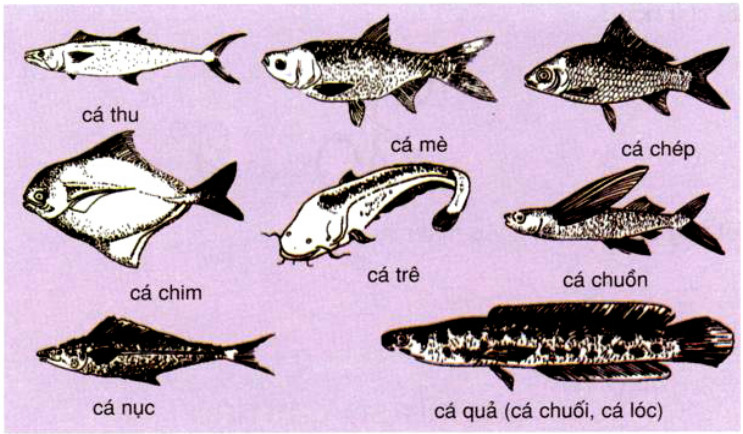 cá thu
cá mè
cá chép
cá chim
cá trê
cá chuồn
cá nục
cá quả (cá chuối, cá lóc)